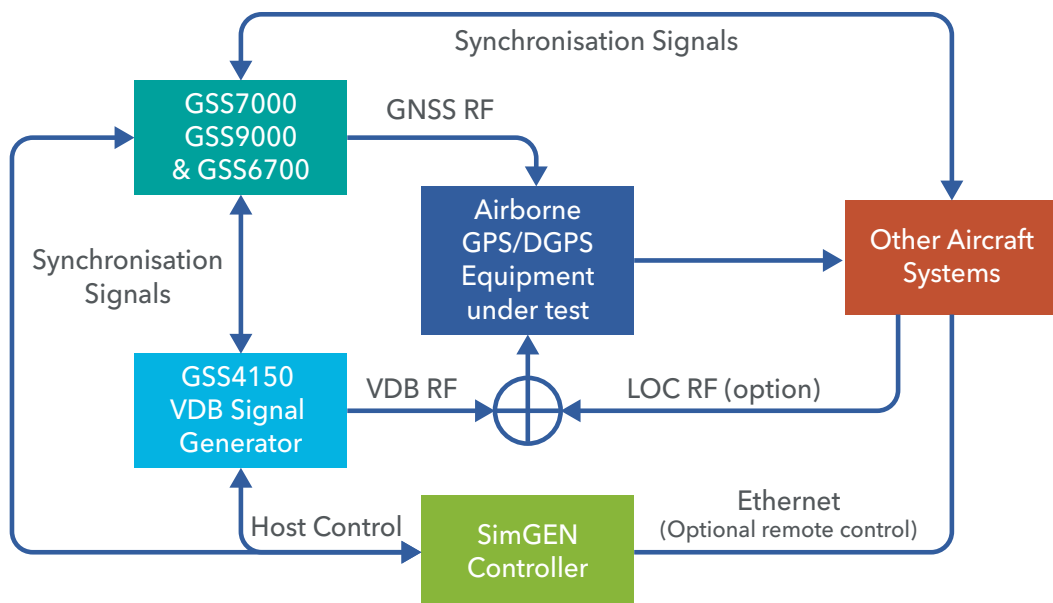 Synchronisation Signals
GSS7000
GSS9000
& GSS6700
GNSS RF
Airborne
GPS/DGPS
Equipment
under test
Other Aircraft
Systems
Synchronisation
Signals
GSS4150
VDB Signal
Generator
VDB RF
LOC RF (option)
Host Control
SimGEN
Controller
Ethernet
(Optional remote control)